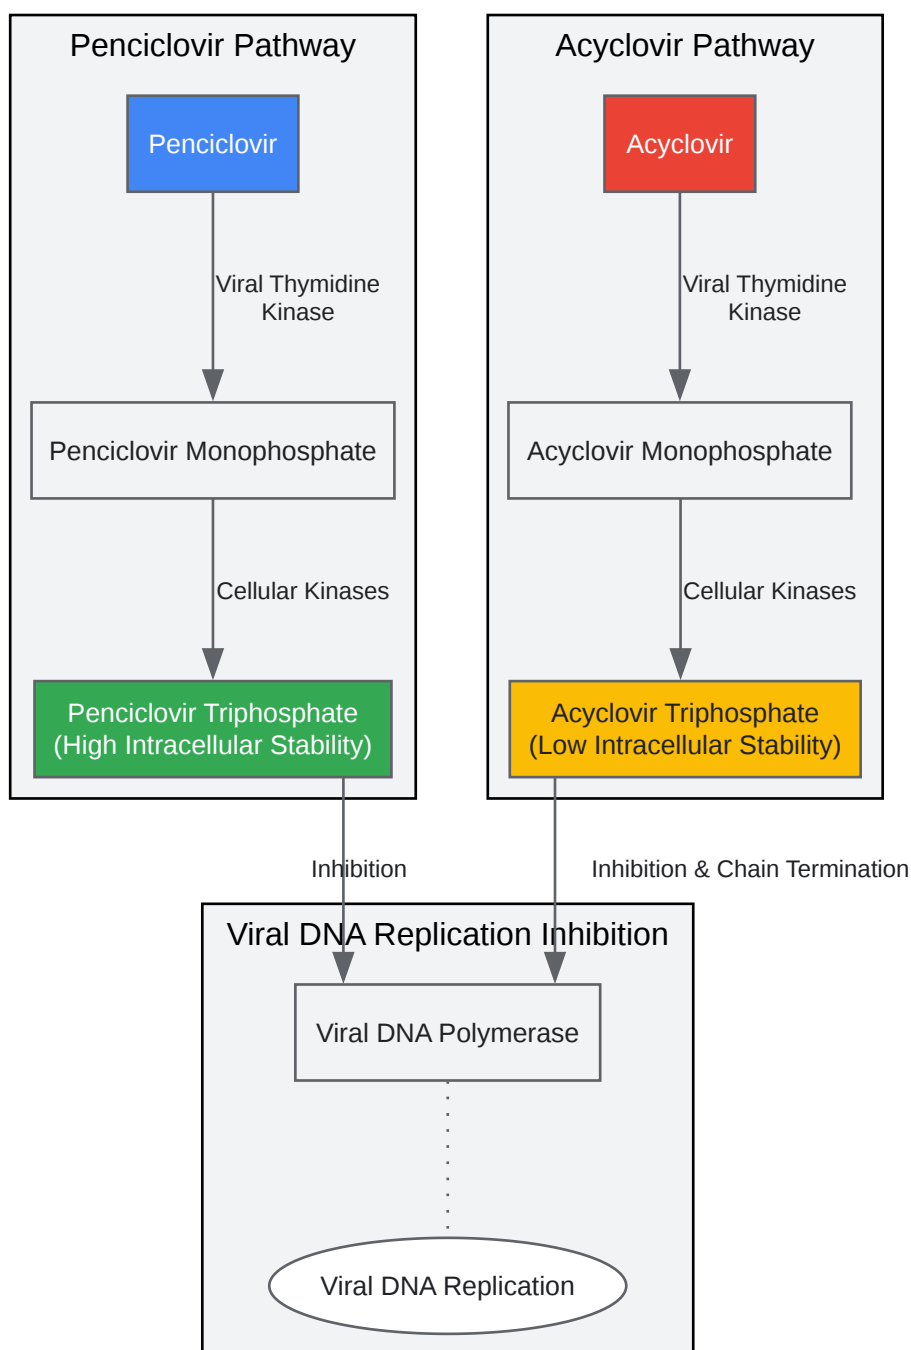 Penciclovir Pathway
Penciclovir
Viral Thymidine
Kinase
Penciclovir Monophosphate
Cellular Kinases
Penciclovir Triphosphate
(High Intracellular Stability)
Acyclovir Pathway
Acyclovir
Viral Thymidine
Kinase
Acyclovir Monophosphate
Cellular Kinases
Acyclovir Triphosphate
(Low Intracellular Stability)
Inhibition
Inhibition & Chain Termination
Viral DNA Replication Inhibition
Viral DNA Polymerase
Viral DNA Replication